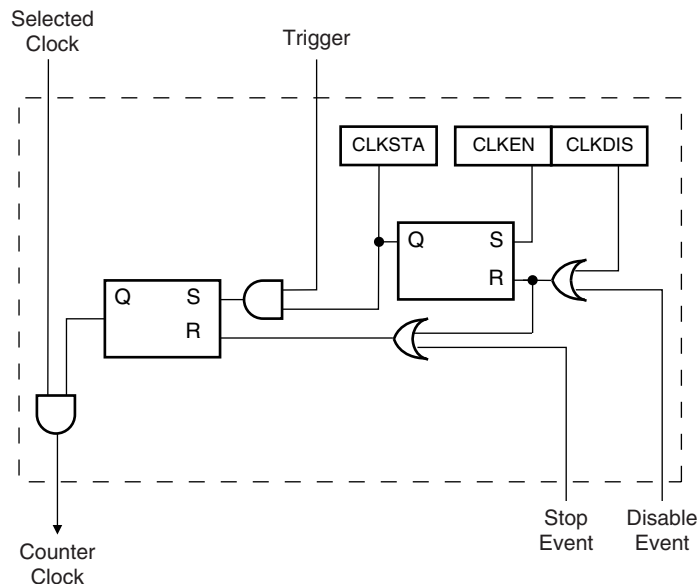 Selected
Clock
Trigger
CLKSTA
CLKEN
CLKDIS
Q
S
R
Q
S
R
Stop
Event
Disable
Event
Counter
Clock